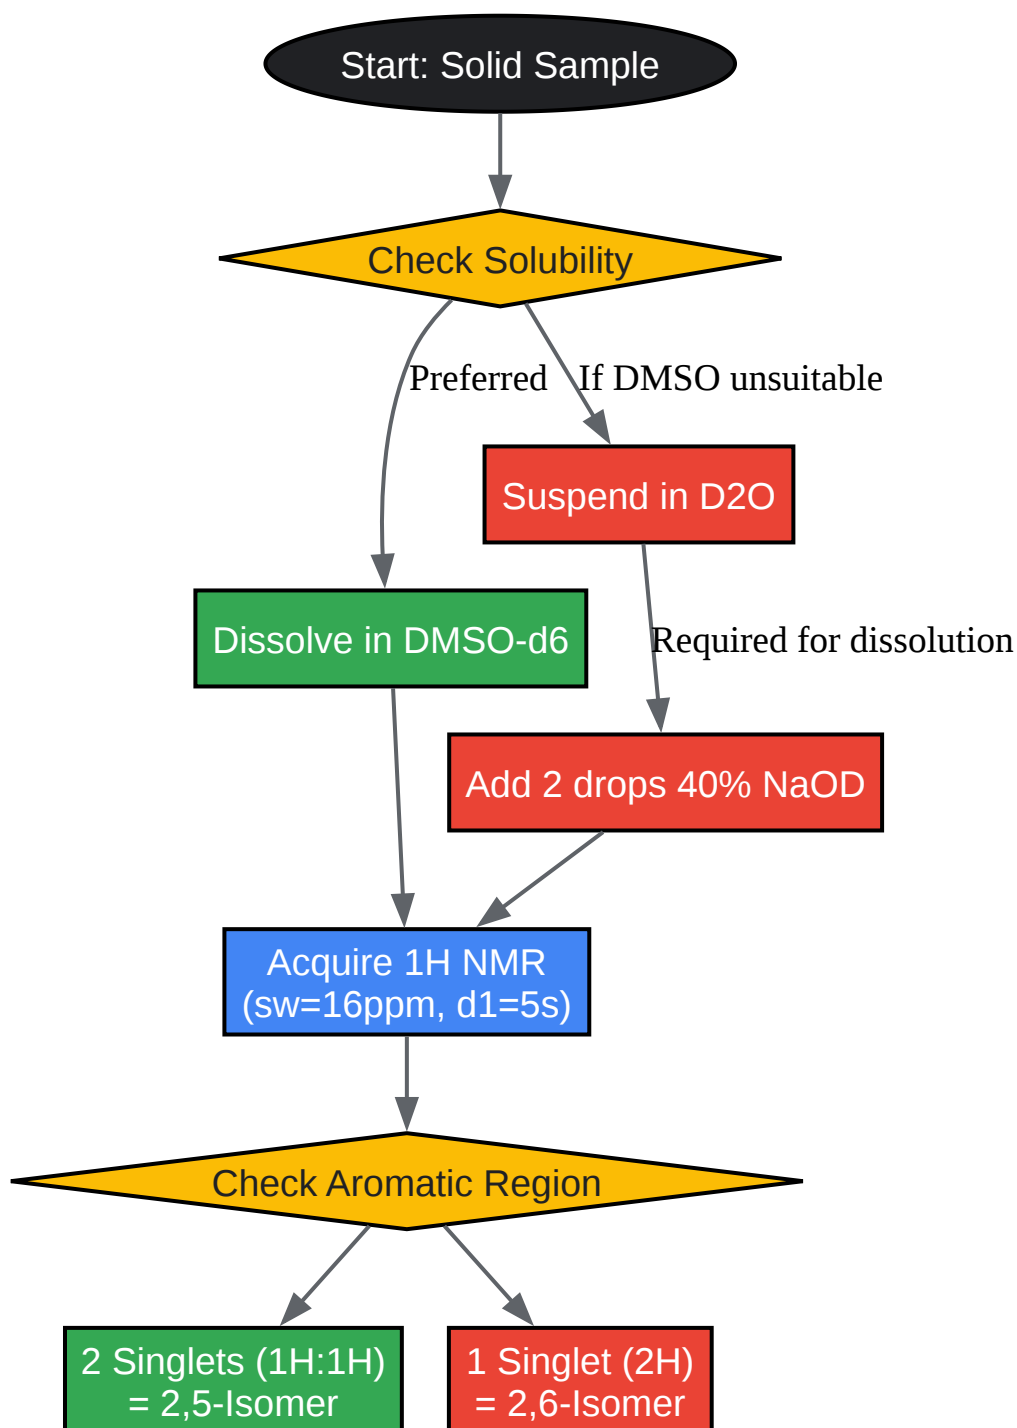 Start: Solid Sample
Check Solubility
Preferred
If DMSO unsuitable
Suspend in D2O
Dissolve in DMSO-d6
Required for dissolution
Add 2 drops 40% NaOD
Acquire 1H NMR
(sw=16ppm, d1=5s)
Check Aromatic Region
2 Singlets (1H:1H)
= 2,5-Isomer
1 Singlet (2H)
= 2,6-Isomer